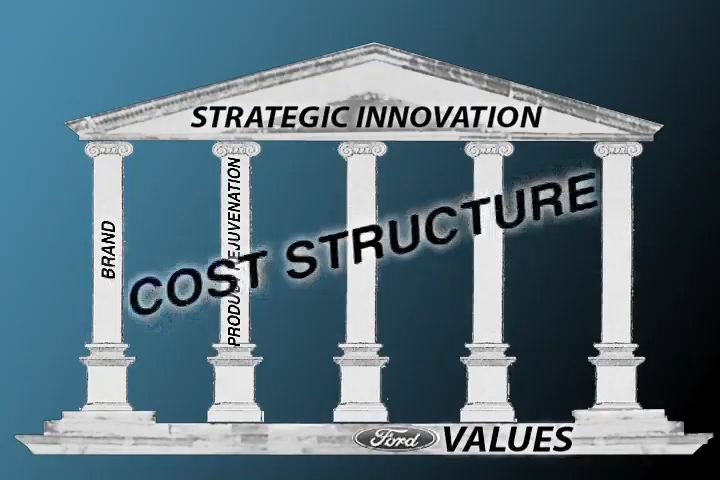 STRATEGIC INNOVATION
BRAND
PRODUCT REJUVENATION
COST STRUCTURE
Ford VALUES